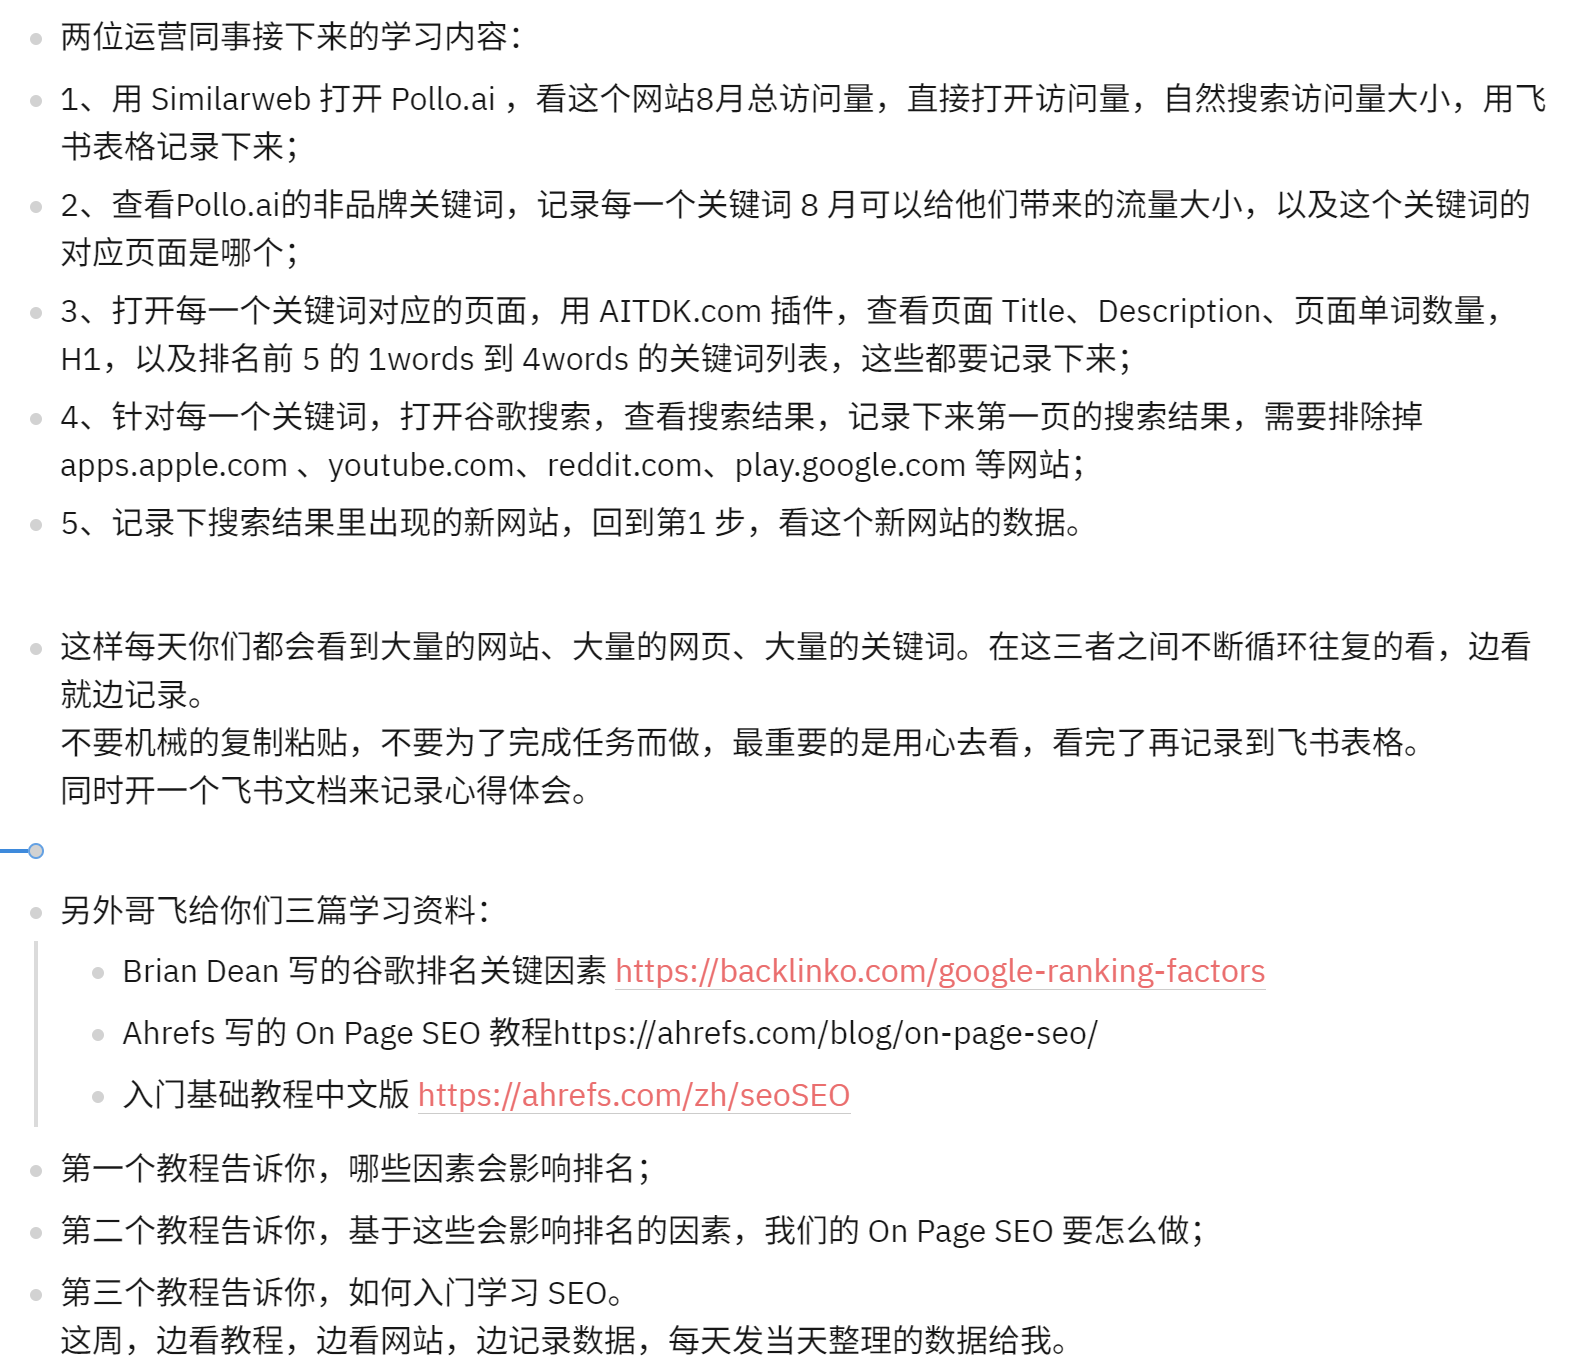 两位运营同事接下来的学习内容：
1、用 Similarweb 打开 Pollo.ai ，看这个网站8月总访问量，直接打开访问量，自然搜索访问量大小，用飞
书表格记录下来；
2、查看Pollo.ai的非品牌关键词，记录每一个关键词 8 月可以给他们带来的流量大小，以及这个关键词的
对应页面是哪个；
3、打开每一个关键词对应的页面，用 AITDK.com 插件，查看页面 Title、Description、页面单词数量，
H1，以及排名前 5 的 1words 到 4words 的关键词列表，这些都要记录下来；
4、针对每一个关键词，打开谷歌搜索，查看搜索结果，记录下来第一页的搜索结果，需要排除掉
apps.apple.com 、youtube.com、reddit.com、play.google.com 等网站；
5、记录下搜索结果里出现的新网站，回到第1 步，看这个新网站的数据。
这样每天你们都会看到大量的网站、大量的网页、大量的关键词。在这三者之间不断循环往复的看，边看
就边记录。
不要机械的复制粘贴，不要为了完成任务而做，最重要的是用心去看，看完了再记录到飞书表格。
同时开一个飞书文档来记录心得体会。
另外哥飞给你们三篇学习资料：
Brian Dean 写的谷歌排名关键因素 https://backlinko.com/google-ranking-factors
Ahrefs 写的 On Page SEO 教程https://ahrefs.com/blog/on-page-seo/
入门基础教程中文版 https://ahrefs.com/zh/seoSEO
第一个教程告诉你，哪些因素会影响排名；
第二个教程告诉你，基于这些会影响排名的因素，我们的 On Page SEO 要怎么做；
第三个教程告诉你，如何入门学习 SEO。
这周，边看教程，边看网站，边记录数据，每天发当天整理的数据给我。